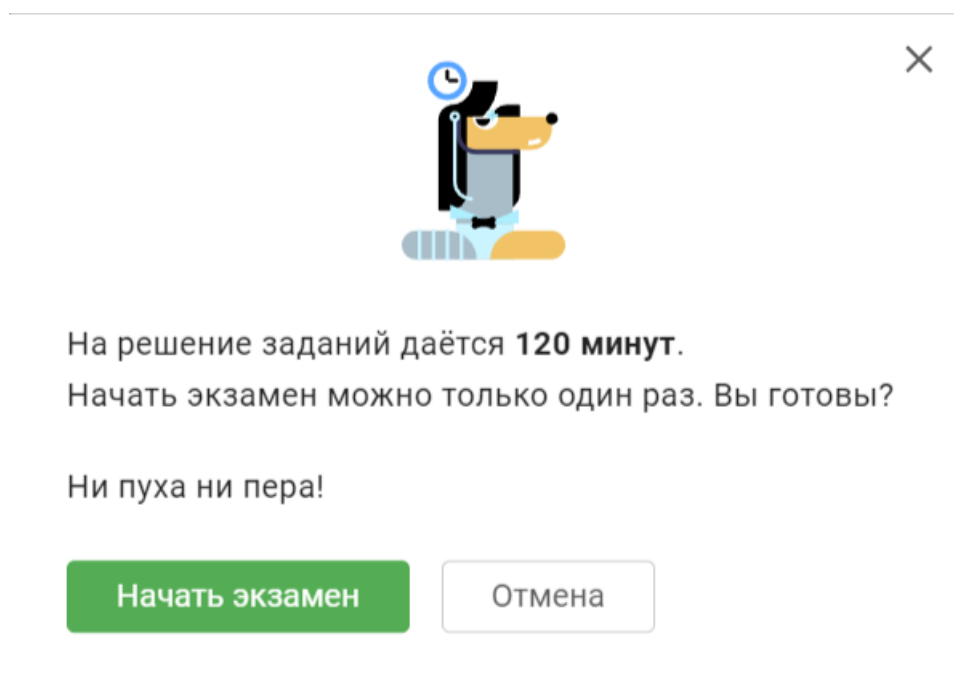 На решение заданий даётся 120 минут.
Начать экзамен можно только один раз. Вы готовы?
Ни пуха ни пера!
Начать экзамен
Отмена